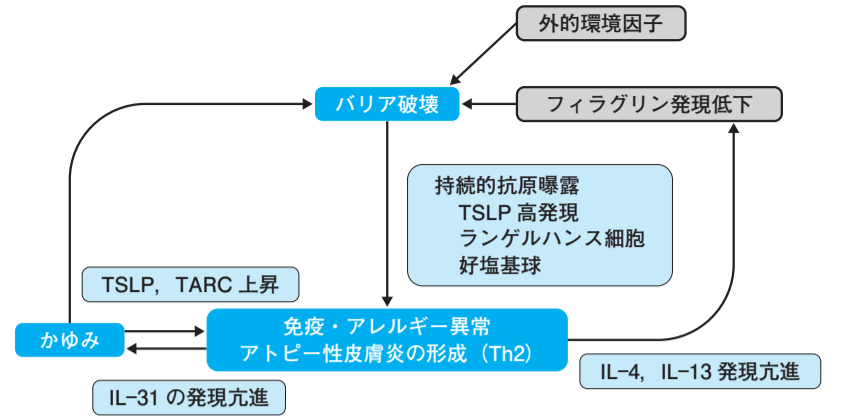 外的環境因子
バリア破壊
フィラグリン発現低下
持続的抗原曝露
TSLP 高発現
ランゲルハンス細胞
好塩基球
TSLP, TARC 上昇
かゆみ
免疫・アレルギー異常
アトピー性皮膚炎の形成（Th2）
IL-4, IL-13 発現亢進
IL-31 の発現亢進